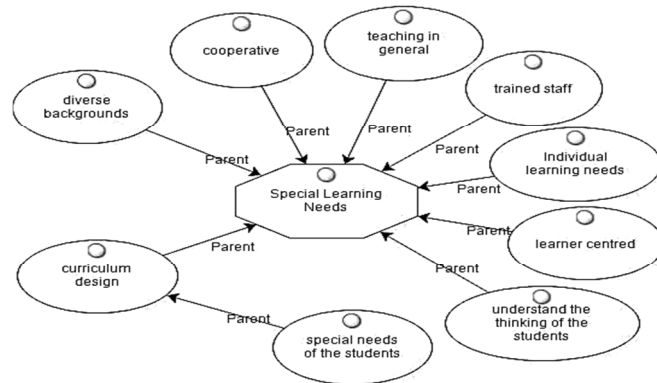 cooperative
teaching in
general
diverse
backgrounds
trained staff
Parent
Parent
Parent
Parent
Individual
learning needs
Parent
Special Learning
Needs
Parent
learner centred
curriculum
design
Parent
Parent
understand the
thinking of the
students
Parent
special needs
of the students